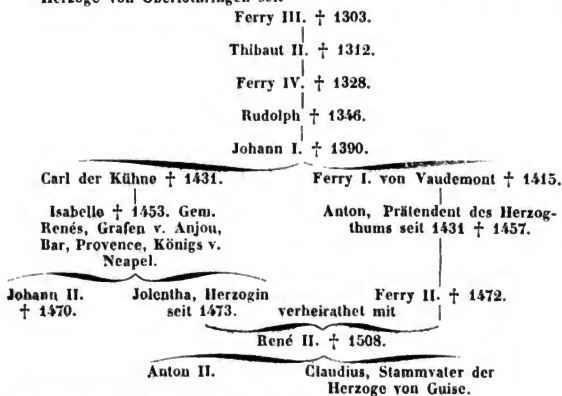 Herzoge von Oberlothringen seit
Ferry III. † 1303.
Thibaut II. † 1312.
Ferry IV. † 1328.
Rudolph † 1346.
Johann I. † 1390.
Carl der Kühne † 1431. Ferry I. von Vaudemont † 1415.
Isabelle † 1453. Gem. Anton, Prätendent des Herzog-
Renés, Grafen v. Anjou, thums seit 1431 † 1457.
Bar, Provence, Königs v.
Neapel.
Johann II. Jolentha, Herzogin Ferry II. † 1472.
† 1470. seit 1473. verheirathet mit
René II. † 1508.
Anton II. Claudius, Stammvater der
Herzoge von Guise.